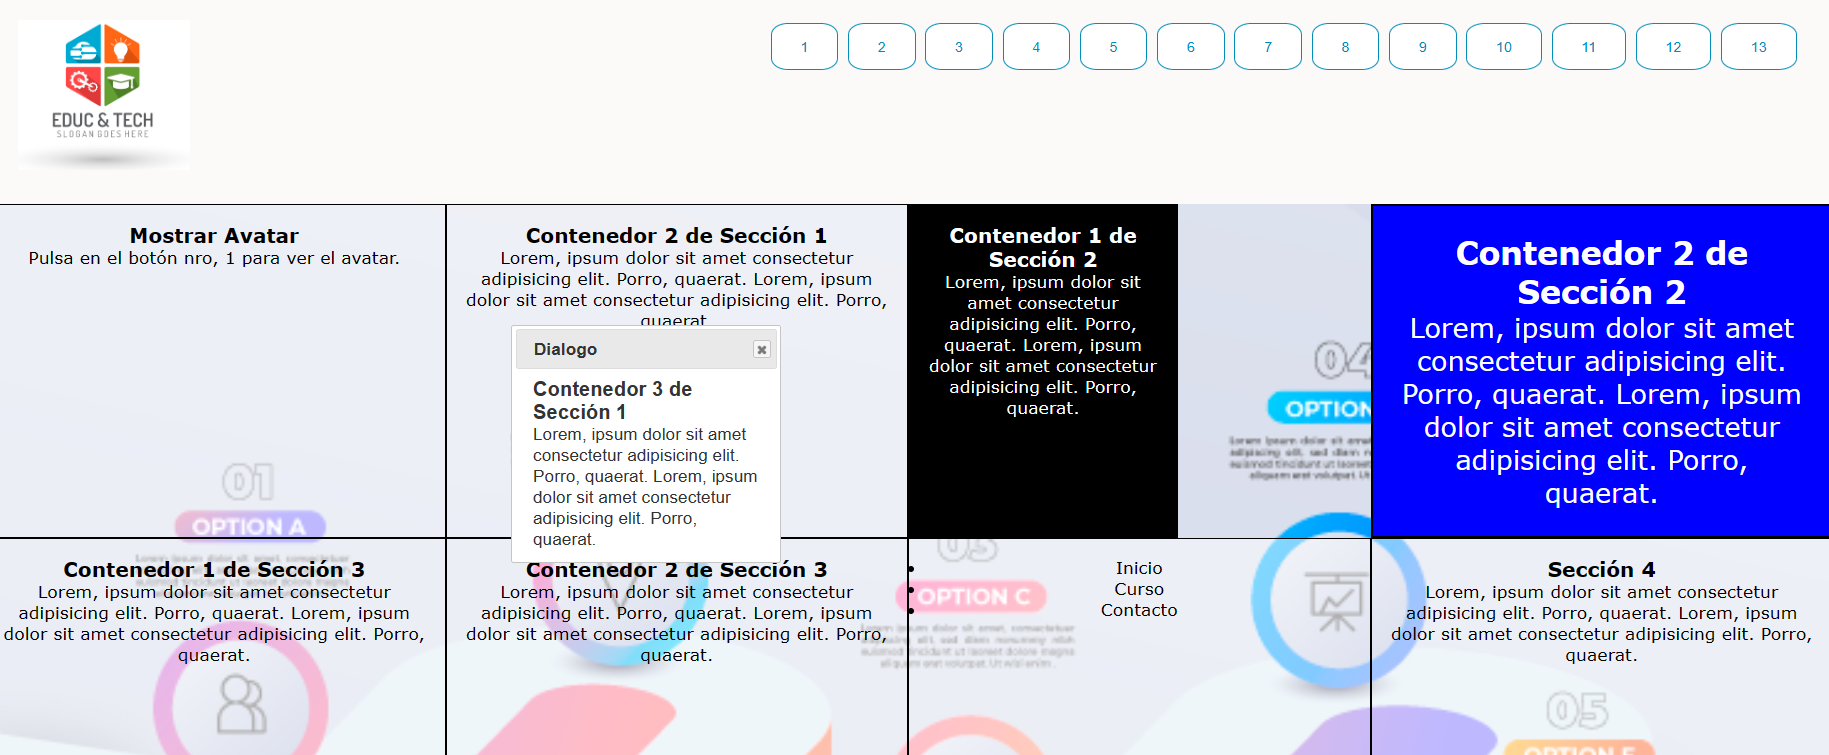 EDUC & TECH
SLOGAN GOES HERE
1 2 3 4 5 6 7 8 9 10 11 12 13
Mostrar Avatar
Pulsa en el botón nro, 1 para ver el avatar.
01
OPTION A
Contenedor 2 de Sección 1
Lorem, ipsum dolor sit amet consectetur
adipisicing elit. Porro, quaerat. Lorem, ipsum
dolor sit amet consectetur adipisicing elit. Porro,
quaerat.
Dialogo
Contenedor 3 de
Sección 1
Lorem, ipsum dolor sit amet
consectetur adipisicing elit.
Porro, quaerat. Lorem, ipsum
dolor sit amet consectetur
adipisicing elit. Porro,
quaerat.
Contenedor 1 de
Sección 2
Lorem, ipsum dolor sit
amet consectetur
adipisicing elit. Porro,
quaerat. Lorem, ipsum
dolor sit amet consectetur
adipisicing elit. Porro,
quaerat.
04
OPTION
Contenedor 2 de
Sección 2
Lorem, ipsum dolor sit amet
consectetur adipisicing elit.
Porro, quaerat. Lorem, ipsum
dolor sit amet consectetur
adipisicing elit. Porro,
quaerat.
Contenedor 1 de Sección 3
Lorem, ipsum dolor sit amet consectetur
adipisicing elit. Porro, quaerat. Lorem, ipsum
dolor sit amet consectetur adipisicing elit. Porro,
quaerat.
Contenedor 2 de Sección 3
Lorem, ipsum dolor sit amet consectetur
adipisicing elit. Porro, quaerat. Lorem, ipsum
dolor sit amet consectetur adipisicing elit. Porro,
quaerat.
03
OPTION C
Inicio
Curso
Contacto
Sección 4
Lorem, ipsum dolor sit amet consectetur
adipisicing elit. Porro, quaerat. Lorem, ipsum
dolor sit amet consectetur adipisicing elit. Porro,
quaerat.
05